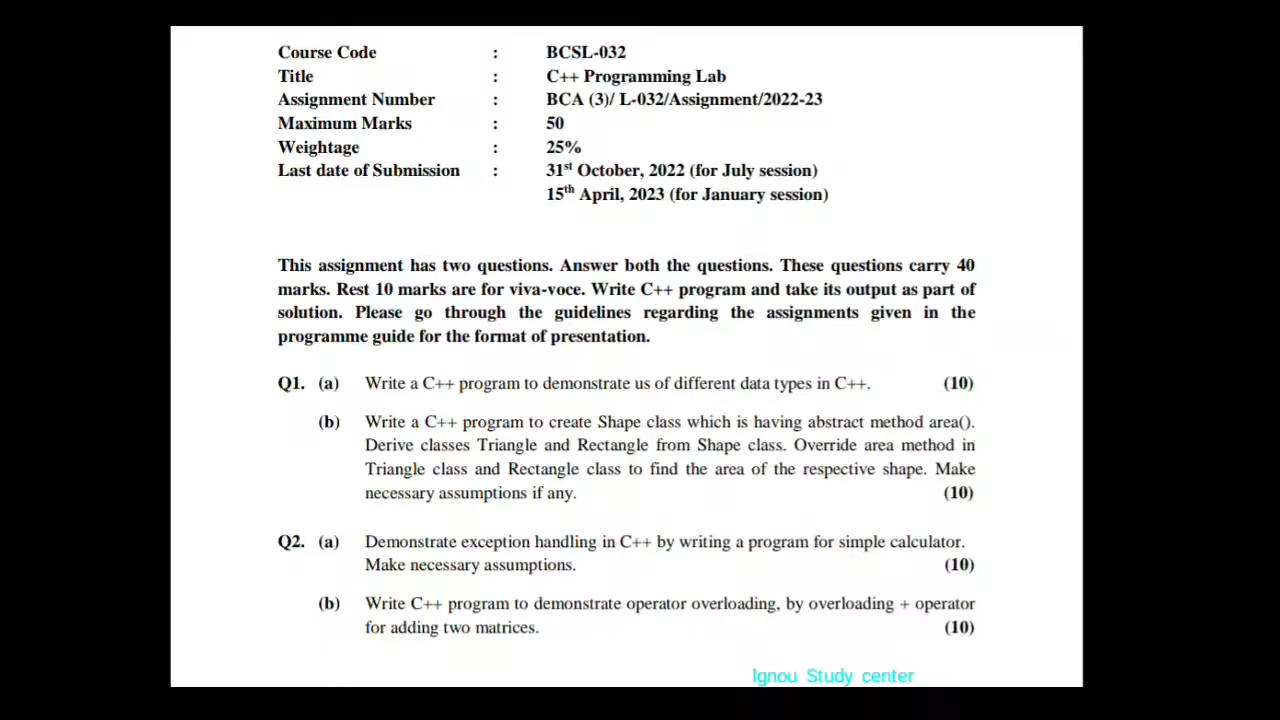 Course Code : BCSL-032
Title : C++ Programming Lab
Assignment Number : BCA (3)/ L-032/Assignment/2022-23
Maximum Marks : 50
Weightage : 25%
Last date of Submission : 31st October, 2022 (for July session)
15th April, 2023 (for January session)
This assignment has two questions. Answer both the questions. These questions carry 40
marks. Rest 10 marks are for viva-voce. Write C++ program and take its output as part of
solution. Please go through the guidelines regarding the assignments given in the
programme guide for the format of presentation.
Q1. (a) Write a C++ program to demonstrate us of different data types in C++. (10)
(b) Write a C++ program to create Shape class which is having abstract method area().
Derive classes Triangle and Rectangle from Shape class. Override area method in
Triangle class and Rectangle class to find the area of the respective shape. Make
necessary assumptions if any. (10)
Q2. (a) Demonstrate exception handling in C++ by writing a program for simple calculator.
Make necessary assumptions. (10)
(b) Write C++ program to demonstrate operator overloading, by overloading + operator
for adding two matrices. (10)
Ignou Study center